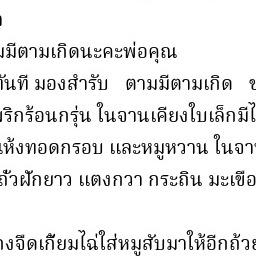 มมีตามเกิดนะคะพ่อคุณ
ทันที มองสำรับ ตามมีตามเกิด
พริกร้อนกรุ่น ในจานเคียงใบเล็กมี
แห้งทอดกรอบ และหมูหวาน ในจา
ถั่วฝักยาว แตงกวา กระถิน มะเขือ
างจืดเกี้ยมไฉ่ใส่หมูสับมาให้อีกถ้วย